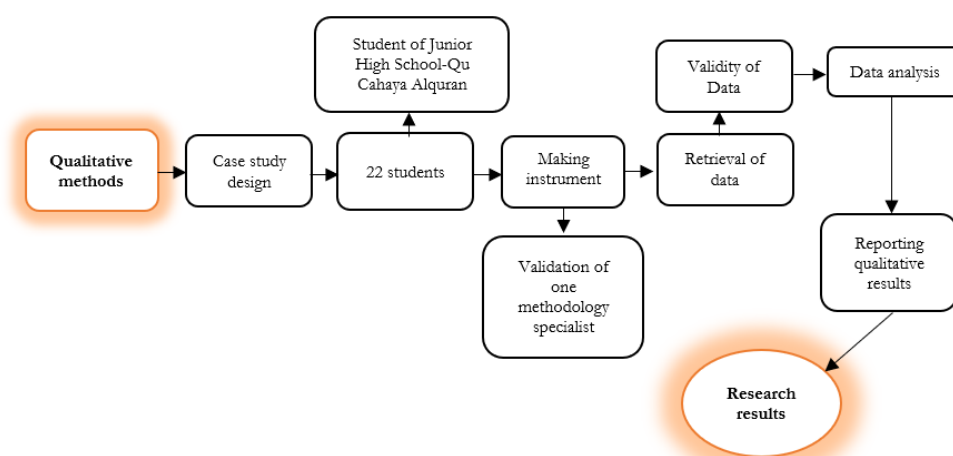 Qualitative
methods
Case study
design
22 students
Student of Junior
High School-Qu
Cahaya Alquran
Making
instrument
Validation of
one
methodology
specialist
Retrieval of
data
Validity of
Data
Data analysis
Reporting
qualitative
results
Research
results